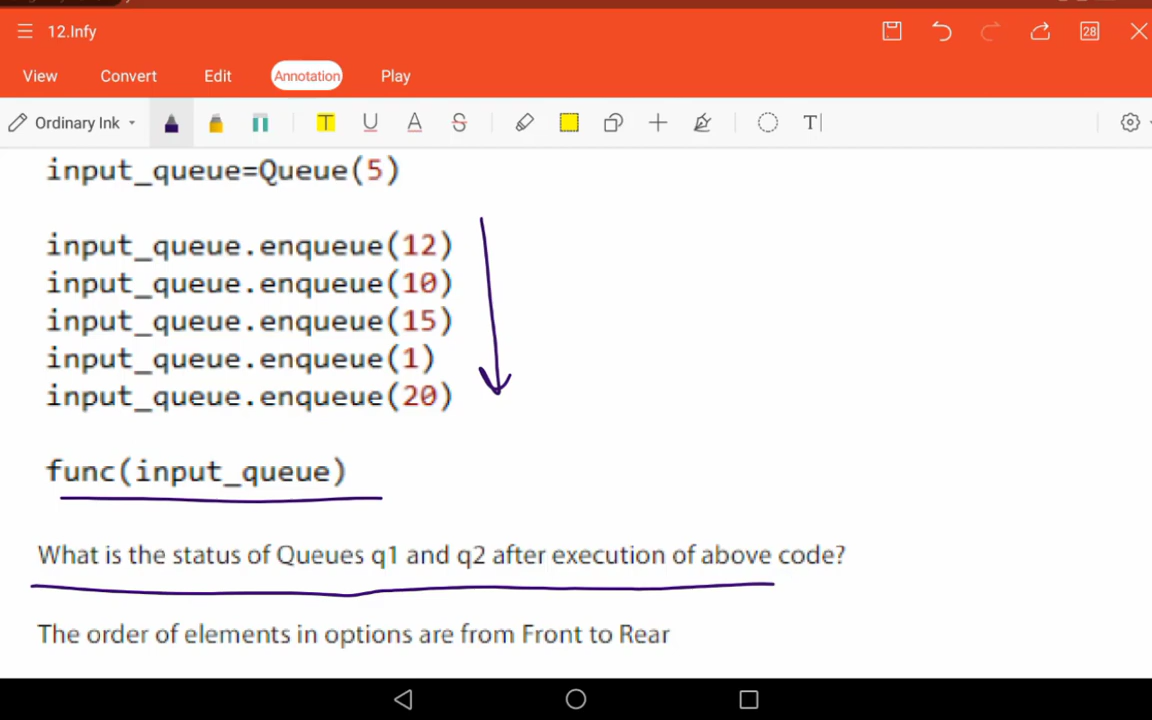 12.Infy
28
View Convert Edit Annotation Play
Ordinary Ink T U A S T
input_queue=Queue(5)
input_queue.enqueue(12)
input_queue.enqueue(10)
input_queue.enqueue(15)
input_queue.enqueue(1)
input_queue.enqueue(20)
func(input_queue)
What is the status of Queues q1 and q2 after execution of above code?
The order of elements in options are from Front to Rear